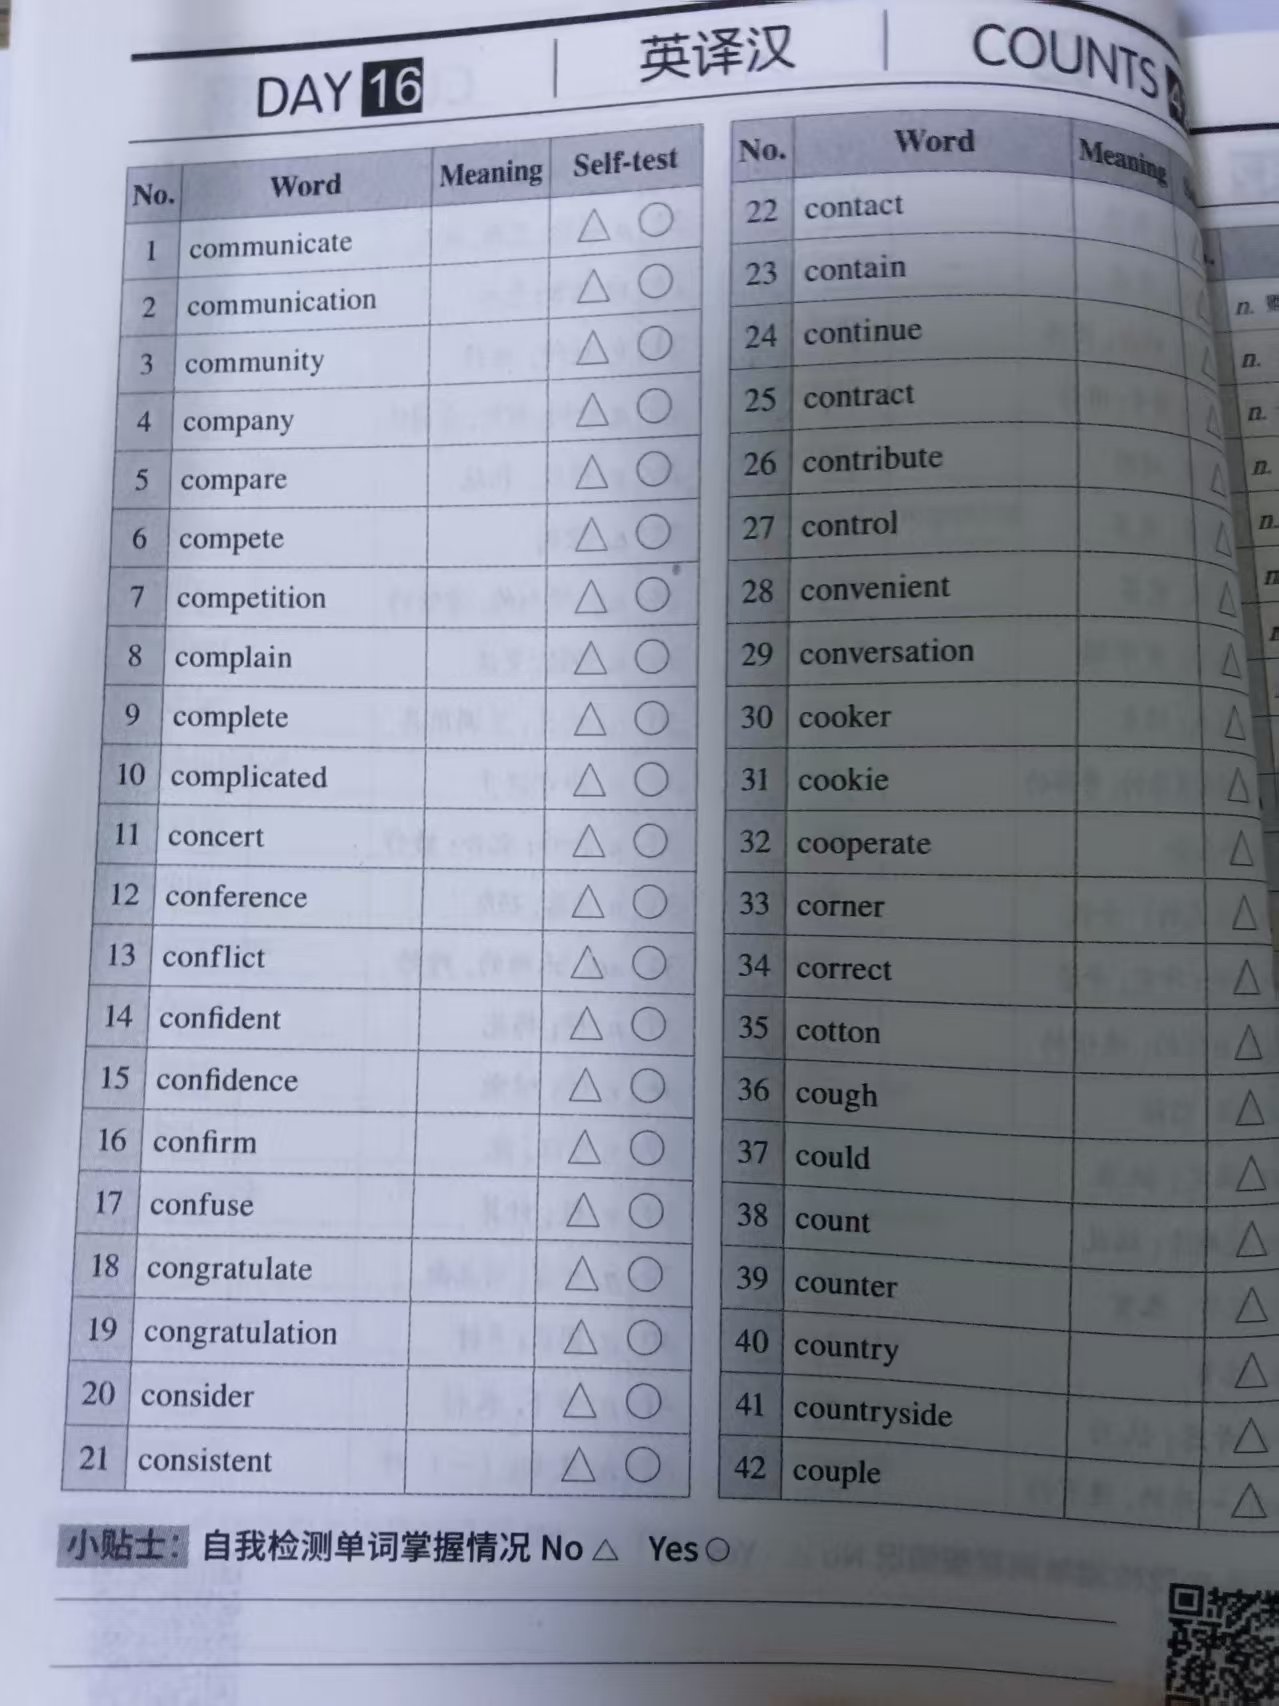 DAY 16
英译汉
COUNTS
No. Word Meaning Self-test
1 communicate
2 communication
3 community
4 company
5 compare
6 compete
7 competition
8 complain
9 complete
10 complicated
11 concert
12 conference
13 conflict
14 confident
15 confidence
16 confirm
17 confuse
18 congratulate
19 congratulation
20 consider
21 consistent
No. Word Meaning
22 contact
23 contain
24 continue
25 contract
26 contribute
27 control
28 convenient
29 conversation
30 cooker
31 cookie
32 cooperate
33 corner
34 correct
35 cotton
36 cough
37 could
38 count
39 counter
40 country
41 countryside
42 couple
小贴士: 自我检测单词掌握情况 No △ Yes ○
n.
n.
n.
n.
n.